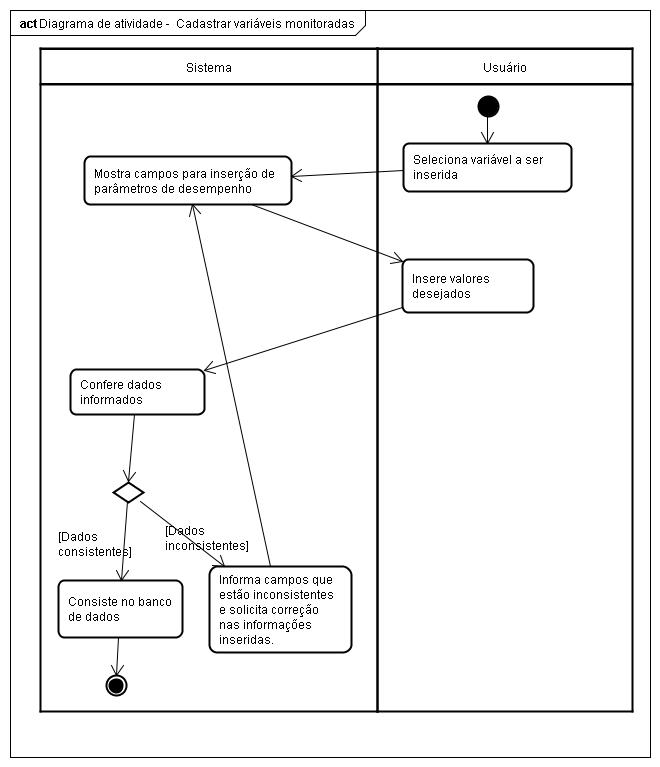 act Diagrama de atividade - Cadastrar variáveis monitoradas
Sistema
Usuário
Seleciona variável a ser
inserida
Mostra campos para inserção de
parâmetros de desempenho
Insere valores
desejados
Confere dados
informados
[Dados
consistentes]
[Dados
inconsistentes]
Consiste no banco
de dados
Informa campos que
estão inconsistentes
e solicita correção
nas informações
inseridas.